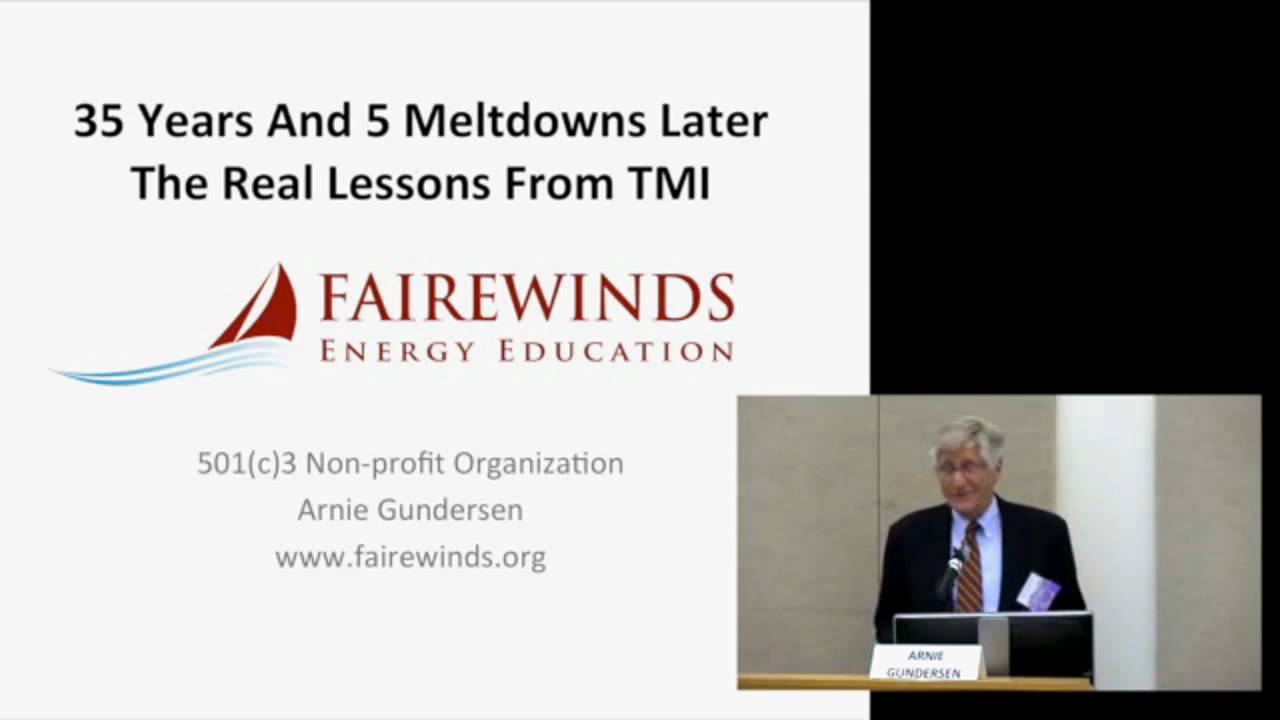 35 Years And 5 Meltdowns Later
The Real Lessons From TMI
FAIREWINDS
ENERGY EDUCATION
501(c)3 Non-profit Organization
Arnie Gundersen
www.fairewinds.org
ARNIE
GUNDERSEN